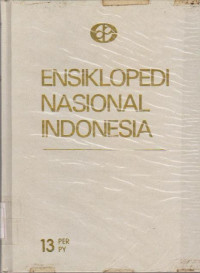 ENSIKLOPEDI
NASIONAL
INDONESIA
13 PER
PY